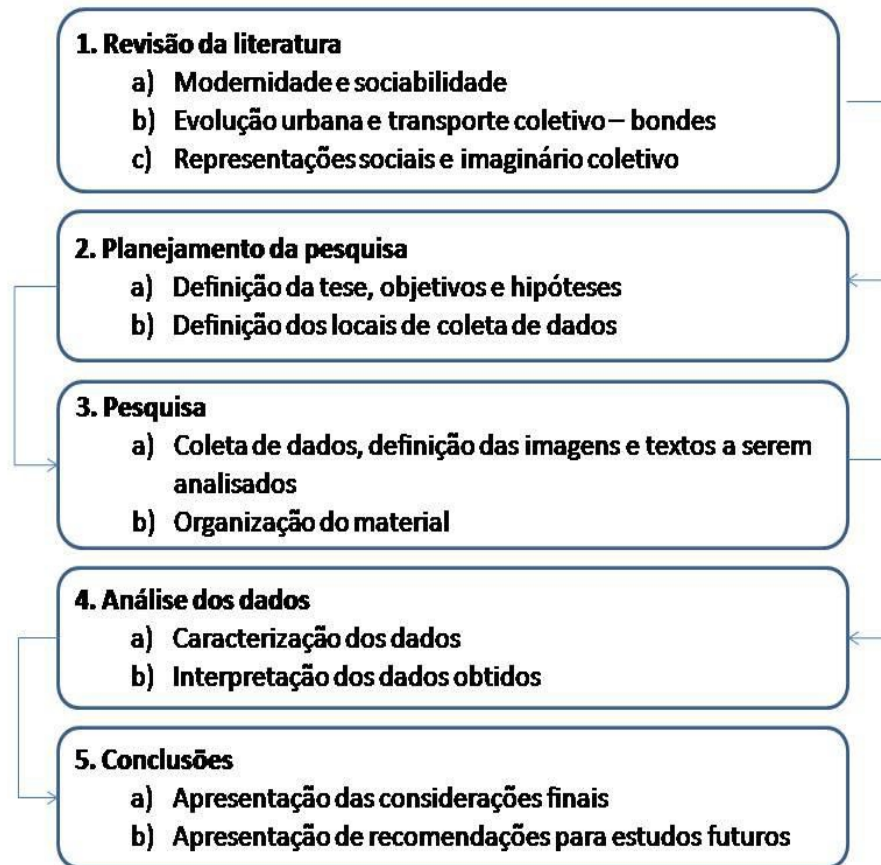 1. Revisão da literatura
a) Modernidade e sociabilidade
b) Evolução urbana e transporte coletivo – bondes
c) Representações sociais e imaginário coletivo
2. Planejamento da pesquisa
a) Definição da tese, objetivos e hipóteses
b) Definição dos locais de coleta de dados
3. Pesquisa
a) Coleta de dados, definição das imagens e textos a serem
analisados
b) Organização do material
4. Análise dos dados
a) Caracterização dos dados
b) Interpretação dos dados obtidos
5. Conclusões
a) Apresentação das considerações finais
b) Apresentação de recomendações para estudos futuros